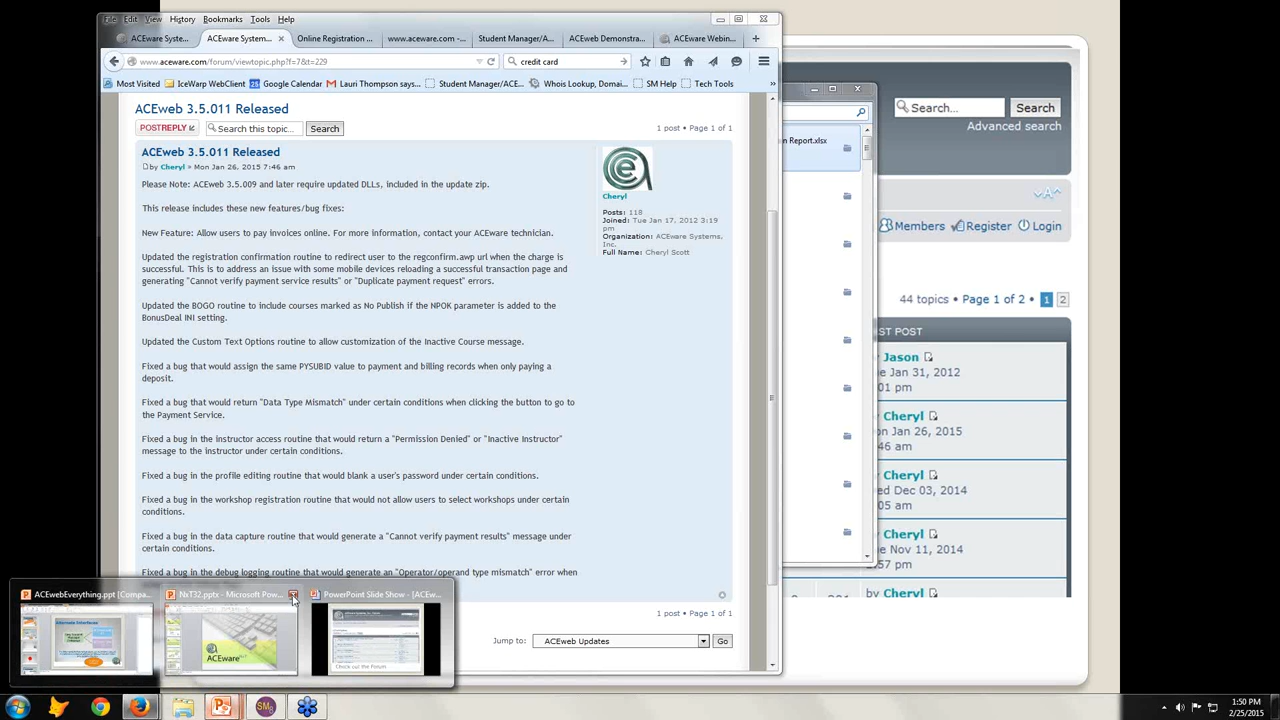 File Edit View History Bookmarks Tools Help
ACEware Syste...
ACEware System...
Online Registration ...
www.aceware.com -...
Student Manager/A...
ACEweb Demonstra...
ACEware Webin...
www.aceware.com/forum/viewtopic.php?f=7&t=229
credit card
Most Visited
IceWarp WebClient
Google Calendar
Lauri Thompson says...
Student Manager/ACE...
Whois Lookup, Domai...
SM Help
Tech Tools
»
ACEweb 3.5.011 Released
POSTREPLY
Search this topic...
Search
1 post • Page 1 of 1
ACEweb 3.5.011 Released
by Cheryl » Mon Jan 26, 2015 7:46 am
Please Note: ACEweb 3.5.009 and later require updated DLLs, included in the update zip.
This release includes these new features/bug fixes:
New Feature: Allow users to pay invoices online. For more information, contact your ACEware technician.
Updated the registration confirmation routine to redirect user to the regconfirm.awp url when the charge is
successful. This is to address an issue with some mobile devices reloading a successful transaction page and
generating "Cannot verify payment service results" or "Duplicate payment request" errors.
Updated the BOGO routine to include courses marked as No Publish if the NPOK parameter is added to the
BonusDeal INI setting.
Updated the Custom Text Options routine to allow customization of the Inactive Course message.
Fixed a bug that would assign the same PYSUBID value to payment and billing records when only paying a
deposit.
Fixed a bug that would return "Data Type Mismatch" under certain conditions when clicking the button to go to
the Payment Service.
Fixed a bug in the instructor access routine that would return a "Permission Denied" or "Inactive Instructor"
message to the instructor under certain conditions.
Fixed a bug in the profile editing routine that would blank a user's password under certain conditions.
Fixed a bug in the workshop registration routine that would not allow users to select workshops under certain
conditions.
Fixed a bug in the data capture routine that would generate a "Cannot verify payment results" message under
certain conditions.
Fixed a bug in the debug logging routine that would generate an "Operator/operand type mismatch" error when
Cheryl
Posts: 118
Joined: Tue Jan 17, 2012 3:19
pm
Organization: ACEware Systems,
Inc.
Full Name: Cheryl Scott
1 post • Page 1 of 1
Jump to:
ACEweb Updates
Go
n Report.xlsx
Search...
Search
Advanced search
Members
Register
Login
44 topics • Page 1 of 2 • 1 2
ST POST
y Jason
e Jan 31, 2012
01 pm
y Cheryl
on Jan 26, 2015
46 am
y Cheryl
ed Dec 03, 2014
05 am
y Cheryl
ue Nov 11, 2014
by Cheryl
ACEwebEverything.ppt [Compa...
NxT32.pptx - Microsoft Pow...
PowerPoint Slide Show - [ACEw...
Alternate Interfaces
ACEware
Check out the Forum
1:50 PM
2/25/2015